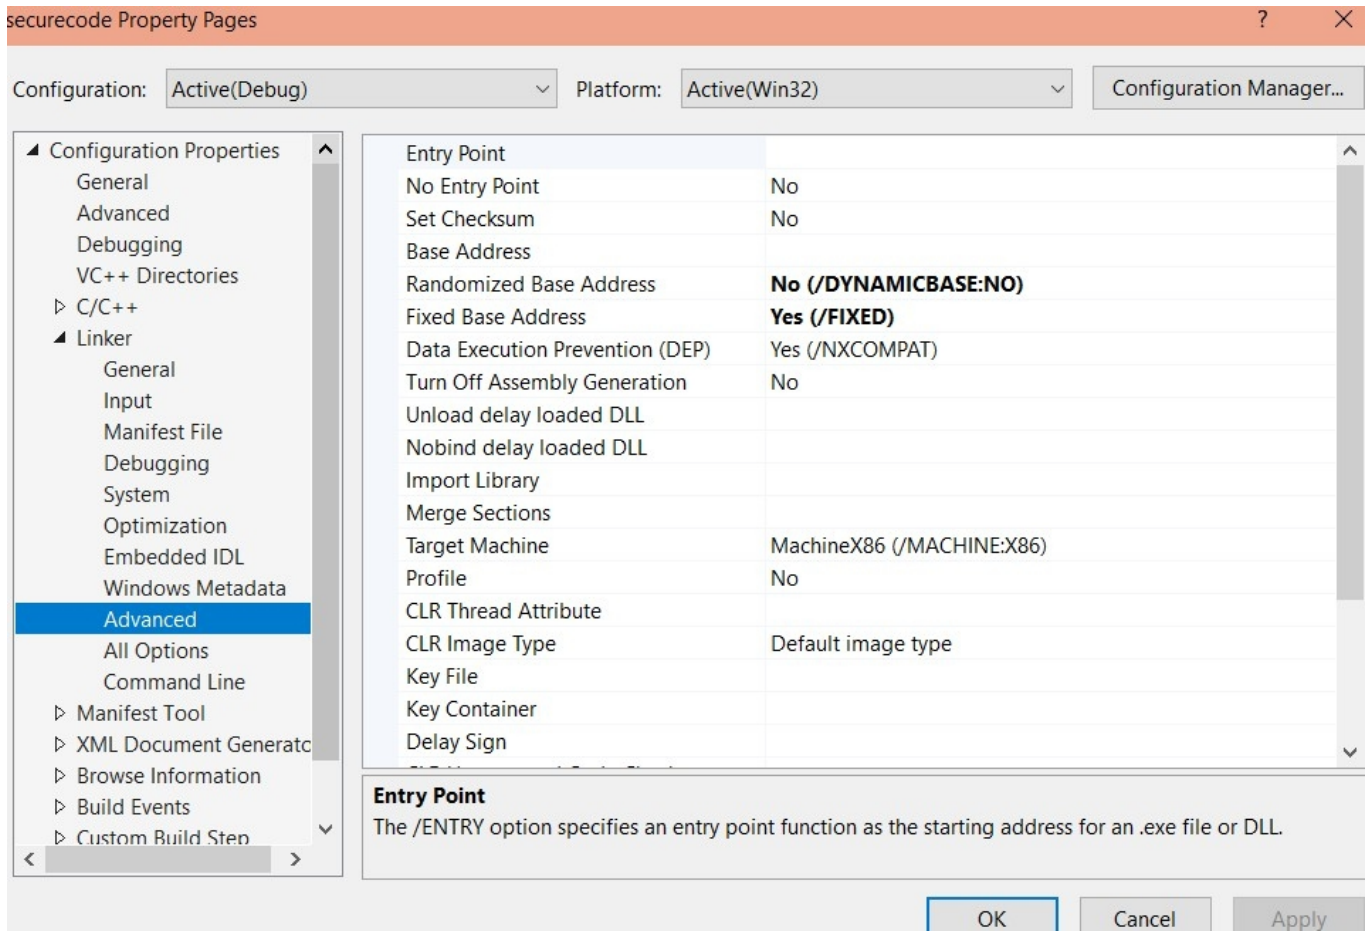 securecode Property Pages ? ×
Configuration: Active(Debug) Platform: Active(Win32) Configuration Manager...
Configuration Properties
General
Advanced
Debugging
VC++ Directories
C/C++
Linker
General
Input
Manifest File
Debugging
System
Optimization
Embedded IDL
Windows Metadata
Advanced
All Options
Command Line
Manifest Tool
XML Document Generato
Browse Information
Build Events
Custom Build Step
Entry Point
No Entry Point No
Set Checksum No
Base Address
Randomized Base Address No (/DYNAMICBASE:NO)
Fixed Base Address Yes (/FIXED)
Data Execution Prevention (DEP) Yes (/NXCOMPAT)
Turn Off Assembly Generation No
Unload delay loaded DLL
Nobind delay loaded DLL
Import Library
Merge Sections
Target Machine MachineX86 (/MACHINE:X86)
Profile No
CLR Thread Attribute
CLR Image Type Default image type
Key File
Key Container
Delay Sign
Entry Point
The /ENTRY option specifies an entry point function as the starting address for an .exe file or DLL.
OK Cancel Apply